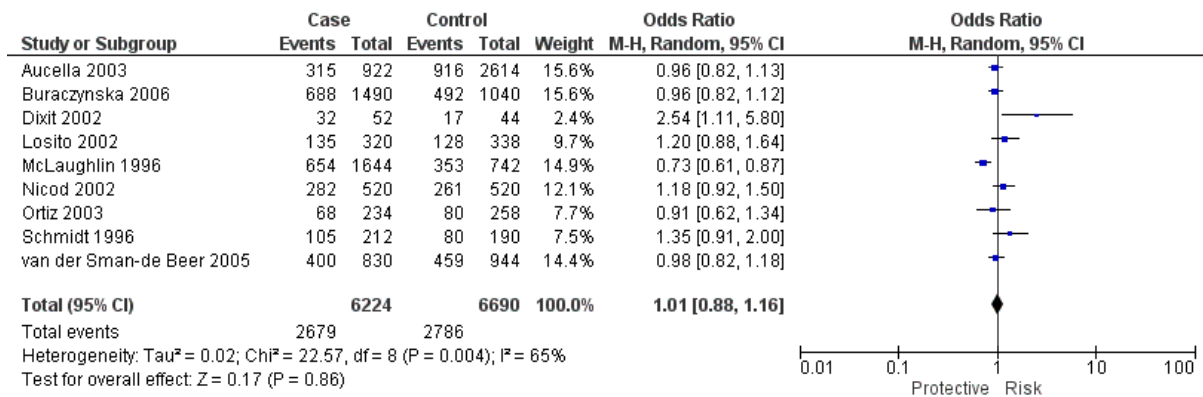 Case Control Odds Ratio Odds Ratio
Study or Subgroup Events Total Events Total Weight M-H, Random, 95% CI M-H, Random, 95% CI
Aucella 2003 315 922 916 2614 15.6% 0.96 [0.82, 1.13]
Buraczynska 2006 688 1490 492 1040 15.6% 0.96 [0.82, 1.12]
Dixit 2002 32 52 17 44 2.4% 2.54 [1.11, 5.80]
Losito 2002 135 320 128 338 9.7% 1.20 [0.88, 1.64]
McLaughlin 1996 654 1644 353 742 14.9% 0.73 [0.61, 0.87]
Nicod 2002 282 520 261 520 12.1% 1.18 [0.92, 1.50]
Ortiz 2003 68 234 80 258 7.7% 0.91 [0.62, 1.34]
Schmidt 1996 105 212 80 190 7.5% 1.35 [0.91, 2.00]
van der Sman-de Beer 2005 400 830 459 944 14.4% 0.98 [0.82, 1.18]
Total (95% CI) 6224 6690 100.0% 1.01 [0.88, 1.16]
Total events 2679 2786
Heterogeneity: Tau² = 0.02; Chi² = 22.57, df = 8 (P = 0.004); I² = 65%
Test for overall effect: Z = 0.17 (P = 0.86)
0.01 0.1 1 10 100
Protective Risk